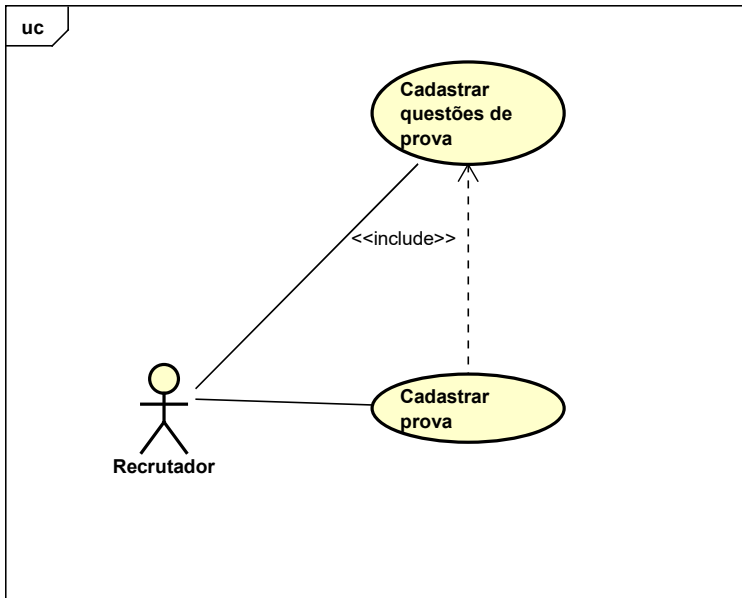 uc
Cadastrar
questões de
prova
<<include>>
Cadastrar
prova
Recrutador